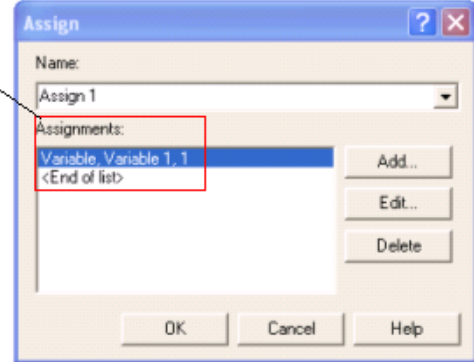 Assign
Name:
Assign 1
Assignments:
Variable, Variable 1, 1
<End of list>
Add...
Edit...
Delete
OK
Cancel
Help